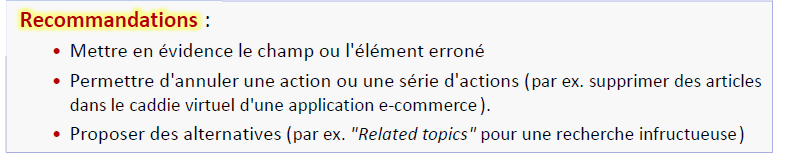 Recommandations :
• Mettre en évidence le champ ou l'élément erroné
• Permettre d'annuler une action ou une série d'actions (par ex. supprimer des articles
dans le caddie virtuel d'une application e-commerce).
• Proposer des alternatives (par ex. "Related topics" pour une recherche infructueuse)